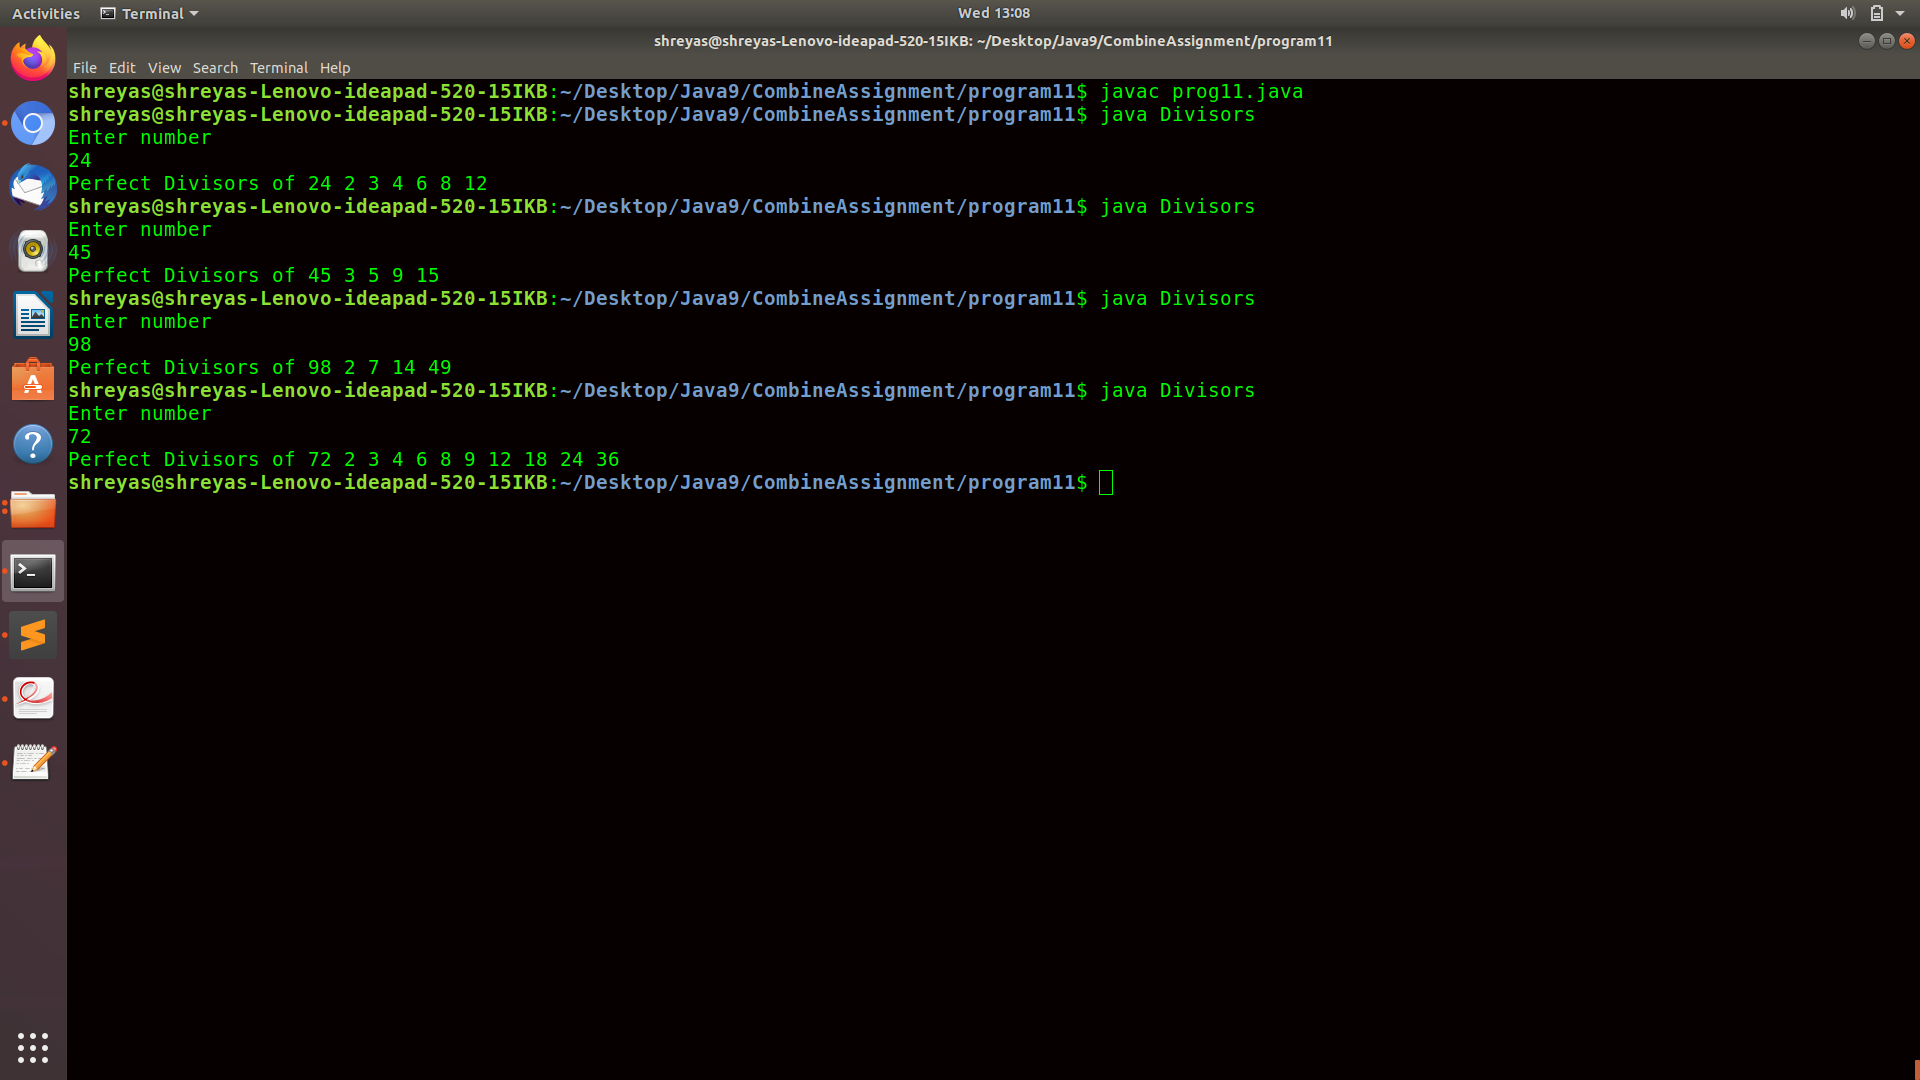 Activities Terminal Wed 13:08
shreyas@shreyas-Lenovo-ideapad-520-15IKB: ~/Desktop/Java9/CombineAssignment/program11
File Edit View Search Terminal Help
shreyas@shreyas-Lenovo-ideapad-520-15IKB:~/Desktop/Java9/CombineAssignment/program11$ javac prog11.java
shreyas@shreyas-Lenovo-ideapad-520-15IKB:~/Desktop/Java9/CombineAssignment/program11$ java Divisors
Enter number
24
Perfect Divisors of 24 2 3 4 6 8 12
shreyas@shreyas-Lenovo-ideapad-520-15IKB:~/Desktop/Java9/CombineAssignment/program11$ java Divisors
Enter number
45
Perfect Divisors of 45 3 5 9 15
shreyas@shreyas-Lenovo-ideapad-520-15IKB:~/Desktop/Java9/CombineAssignment/program11$ java Divisors
Enter number
98
Perfect Divisors of 98 2 7 14 49
shreyas@shreyas-Lenovo-ideapad-520-15IKB:~/Desktop/Java9/CombineAssignment/program11$ java Divisors
Enter number
72
Perfect Divisors of 72 2 3 4 6 8 9 12 18 24 36
shreyas@shreyas-Lenovo-ideapad-520-15IKB:~/Desktop/Java9/CombineAssignment/program11$